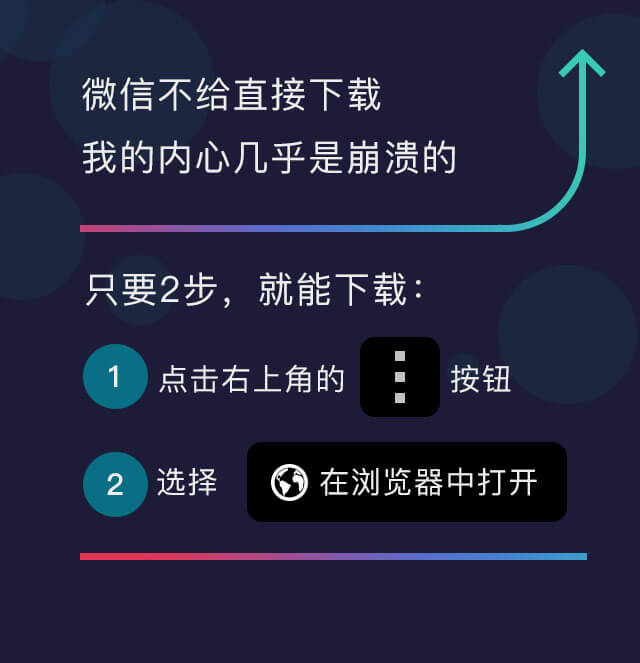 微信不给直接下载
我的内心几乎是崩溃的
只要2步，就能下载：
1 点击右上角的 按钮
2 选择 在浏览器中打开